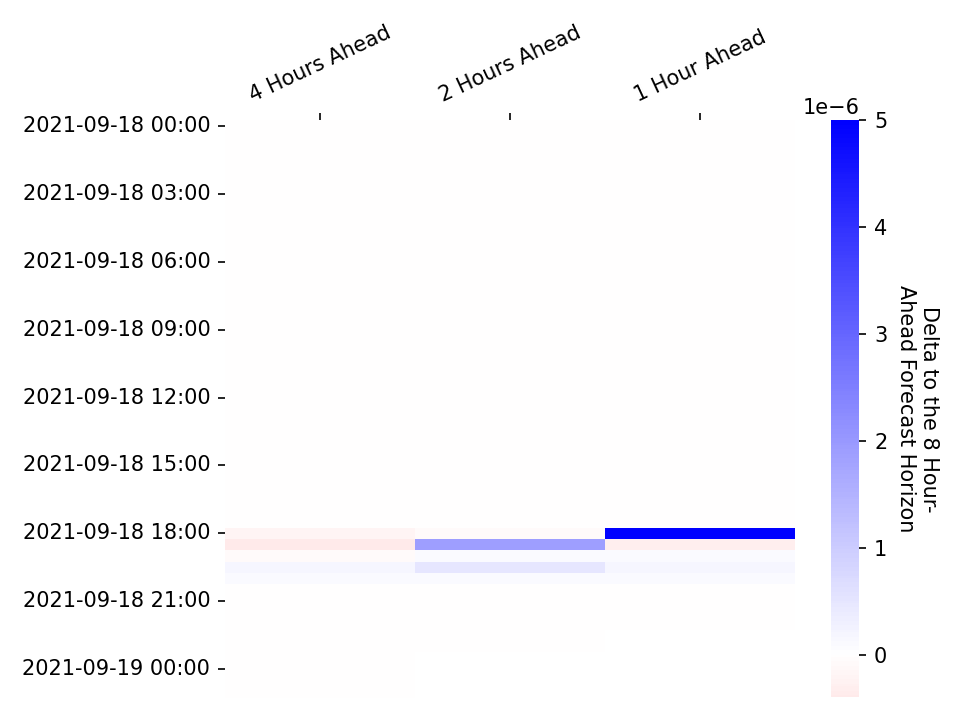 4 Hours Ahead
2 Hours Ahead
1 Hour Ahead
2021-09-18 00:00
2021-09-18 03:00
2021-09-18 06:00
2021-09-18 09:00
2021-09-18 12:00
2021-09-18 15:00
2021-09-18 18:00
2021-09-18 21:00
2021-09-19 00:00
1e−6
5
4
3
2
1
0
Delta to the 8 Hour-
Ahead Forecast Horizon